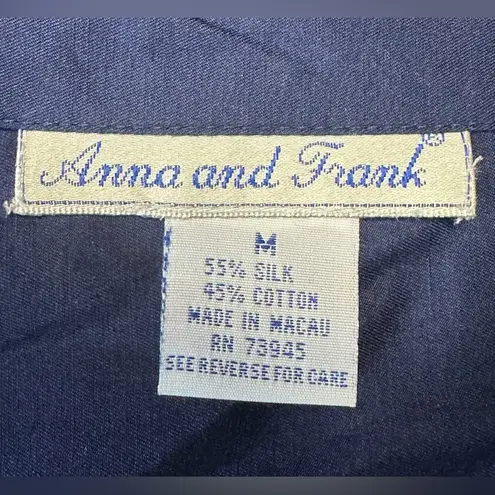 Anna and Frank®
M
55% SILK
45% COTTON
MADE IN MACAU
RN 73945
SEE REVERSE FOR CARE